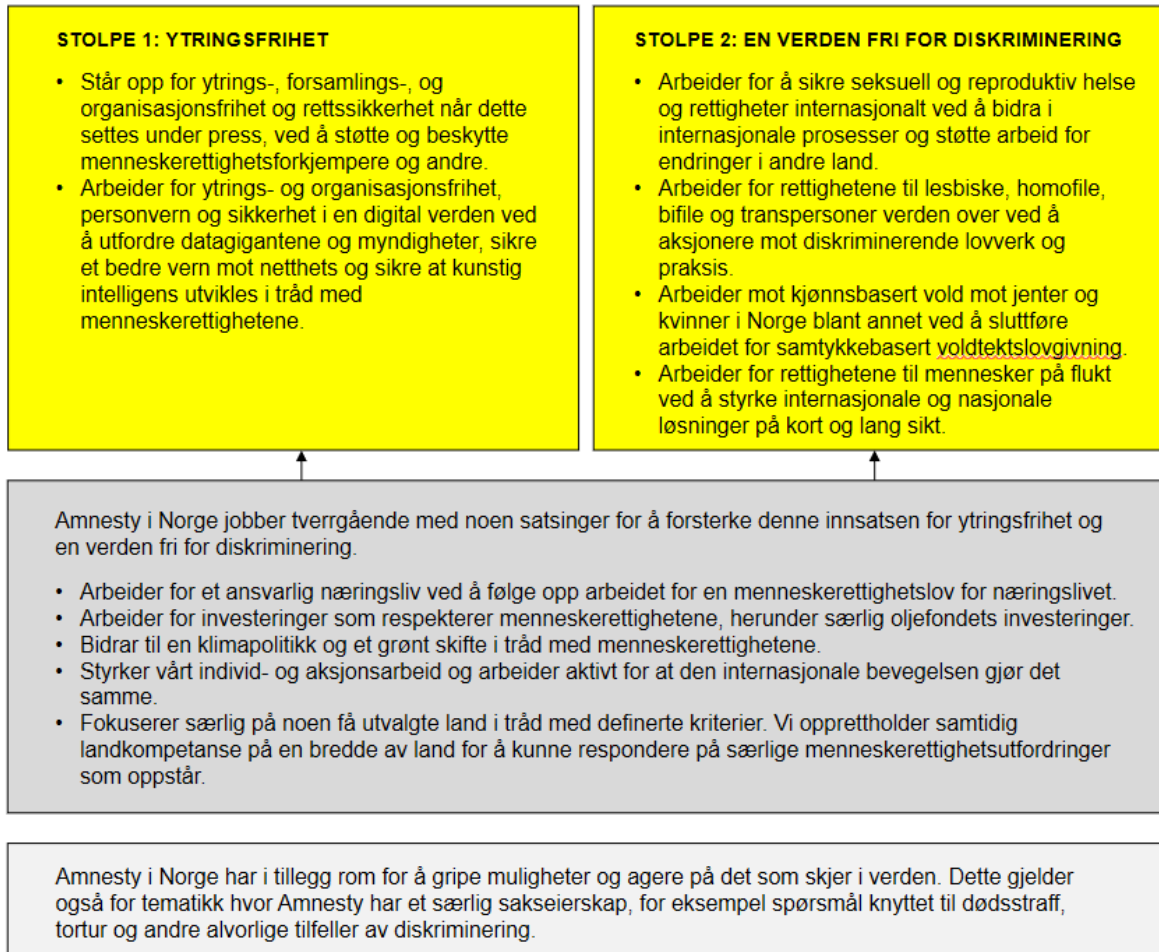 STOLPE 1: YTRINGSFRIHET
• Står opp for ytrings-, forsamlings-, og
organisasjonsfrihet og rettssikkerhet når dette
settes under press, ved å støtte og beskytte
menneskerettighetsforkjempere og andre.
• Arbeider for ytrings- og organisasjonsfrihet,
personvern og sikkerhet i en digital verden ved
å utfordre datagigantene og myndigheter, sikre
et bedre vern mot netthets og sikre at kunstig
intelligens utvikles i tråd med
menneskerettighetene.
STOLPE 2: EN VERDEN FRI FOR DISKRIMINERING
• Arbeider for å sikre seksuell og reproduktiv helse
og rettigheter internasjonalt ved å bidra i
internasjonale prosesser og støtte arbeid for
endringer i andre land.
• Arbeider for rettighetene til lesbiske, homofile,
bifile og transpersoner verden over ved å
aksjonere mot diskriminerende lovverk og
praksis.
• Arbeider mot kjønnsbasert vold mot jenter og
kvinner i Norge blant annet ved å sluttføre
arbeidet for samtykkebasert voldtektslovgivning.
• Arbeider for rettighetene til mennesker på flukt
ved å styrke internasjonale og nasjonale
løsninger på kort og lang sikt.
Amnesty i Norge jobber tverrgående med noen satsinger for å forsterke denne innsatsen for ytringsfrihet og
en verden fri for diskriminering.
• Arbeider for et ansvarlig næringsliv ved å følge opp arbeidet for en menneskerettighetslov for næringslivet.
• Arbeider for investeringer som respekterer menneskerettighetene, herunder særlig oljefondets investeringer.
• Bidrar til en klimapolitikk og et grønt skifte i tråd med menneskerettighetene.
• Styrker vårt individ- og aksjonsarbeid og arbeider aktivt for at den internasjonale bevegelsen gjør det
samme.
• Fokuserer særlig på noen få utvalgte land i tråd med definerte kriterier. Vi opprettholder samtidig
landkompetanse på en bredde av land for å kunne respondere på særlige menneskerettighetsutfordringer
som oppstår.
Amnesty i Norge har i tillegg rom for å gripe muligheter og agere på det som skjer i verden. Dette gjelder
også for tematikk hvor Amnesty har et særlig sakseierskap, for eksempel spørsmål knyttet til dødsstraff,
tortur og andre alvorlige tilfeller av diskriminering.